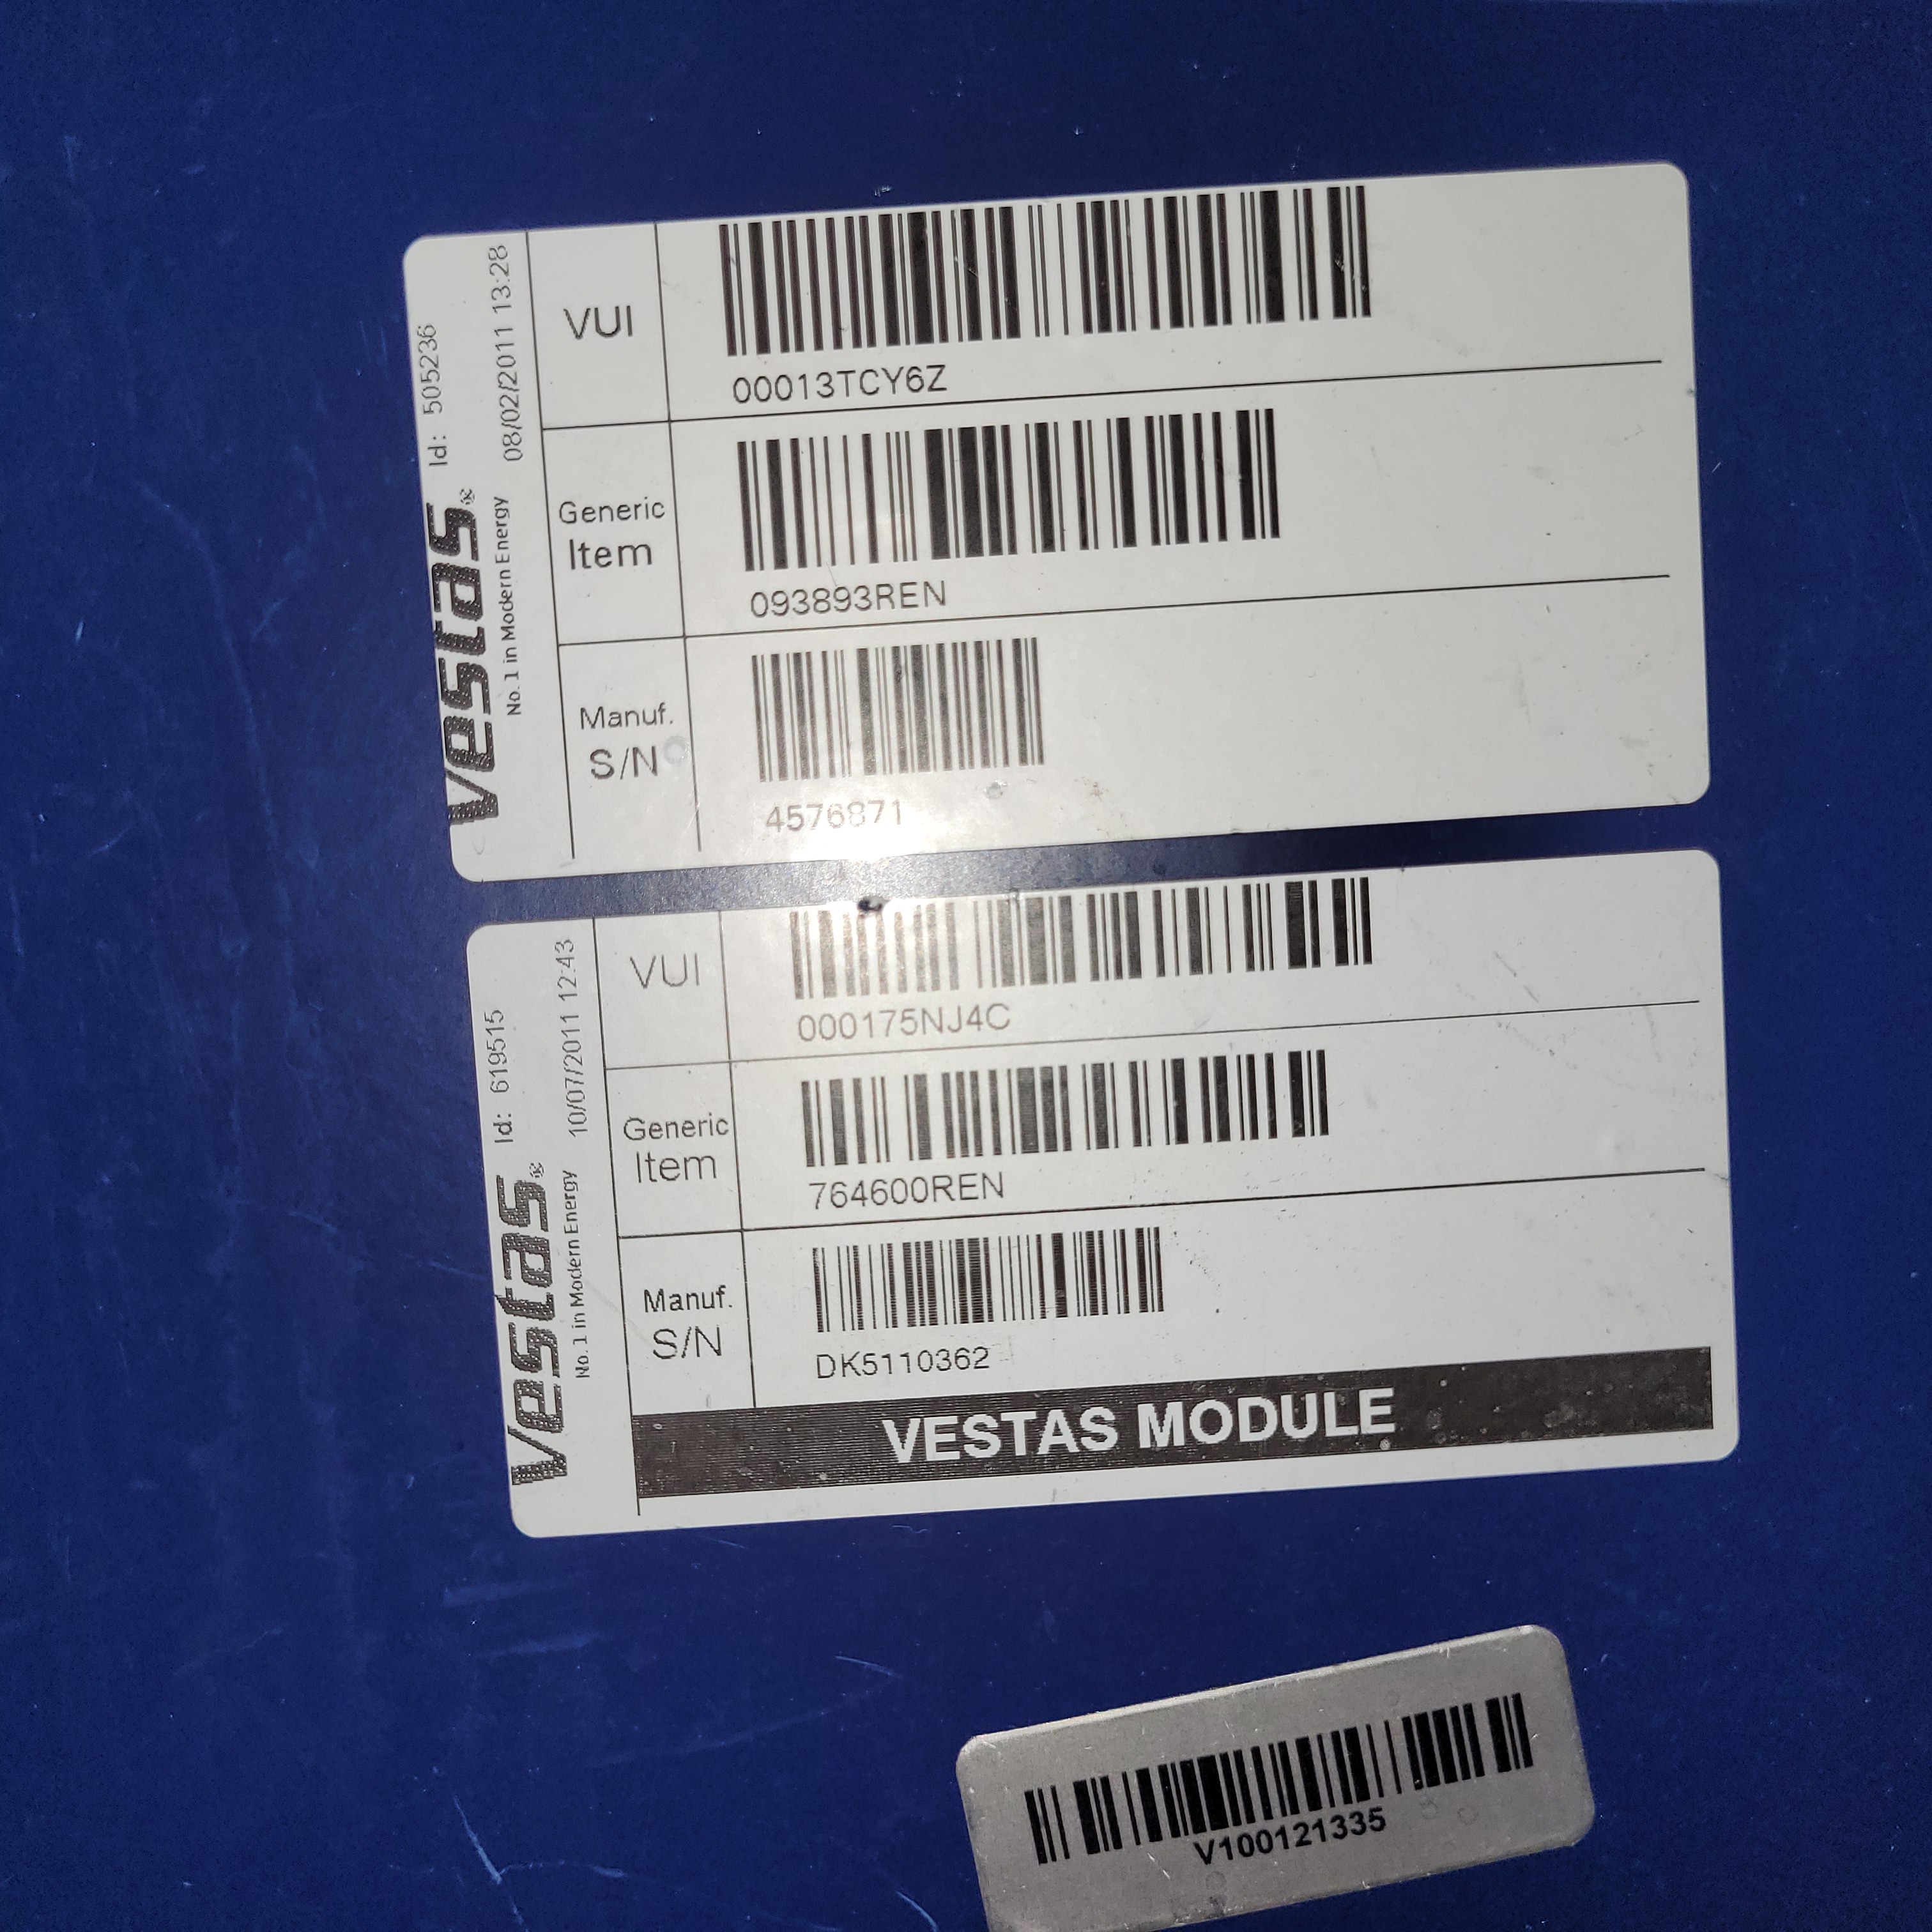 Vestas®
No. 1 in Modern Energy
Id: 505236
08/02/2011 13:28
VUI
00013TCY6Z
Generic
Item
093893REN
Manuf.
S/N
4576871
Vestas®
No. 1 in Modern Energy
Id: 619515
10/07/2011 12:43
VUI
000175NJ4C
Generic
Item
764600REN
Manuf.
S/N
DK5110362
VESTAS MODULE
V100121335